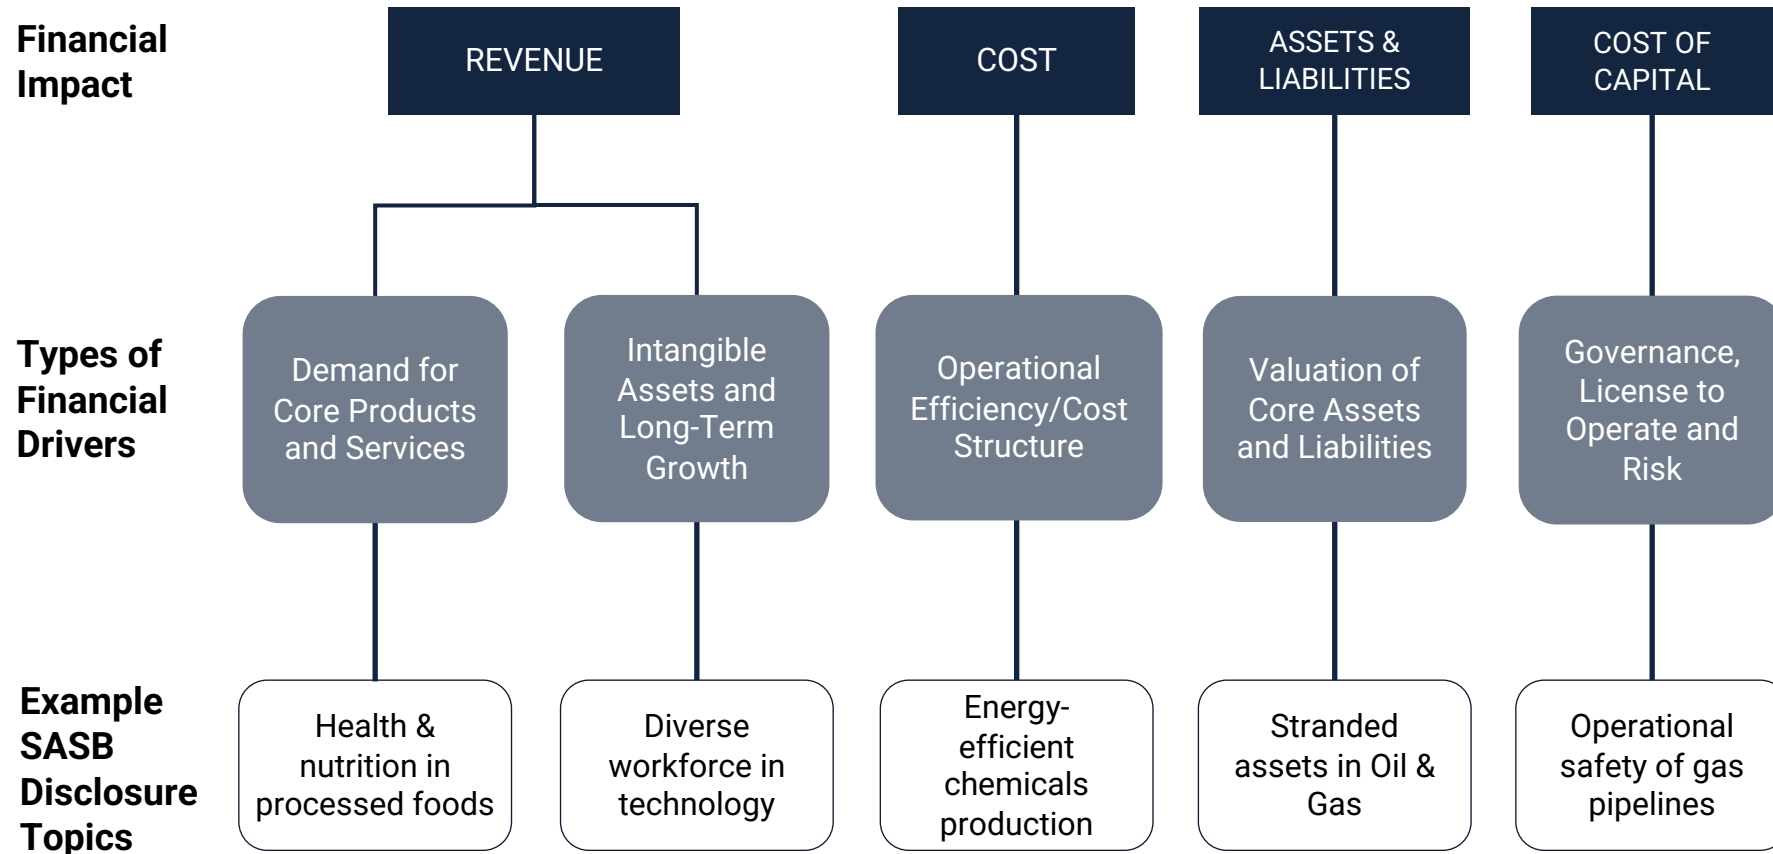 Financial
Impact
REVENUE
COST
ASSETS &
LIABILITIES
COST OF
CAPITAL
Types of
Financial
Drivers
Demand for
Core Products
and Services
Intangible
Assets and
Long-Term
Growth
Operational
Efficiency/Cost
Structure
Valuation of
Core Assets
and Liabilities
Governance,
License to
Operate and
Risk
Example
SASB
Disclosure
Topics
Health &
nutrition in
processed foods
Diverse
workforce in
technology
Energy-
efficient
chemicals
production
Stranded
assets in Oil &
Gas
Operational
safety of gas
pipelines